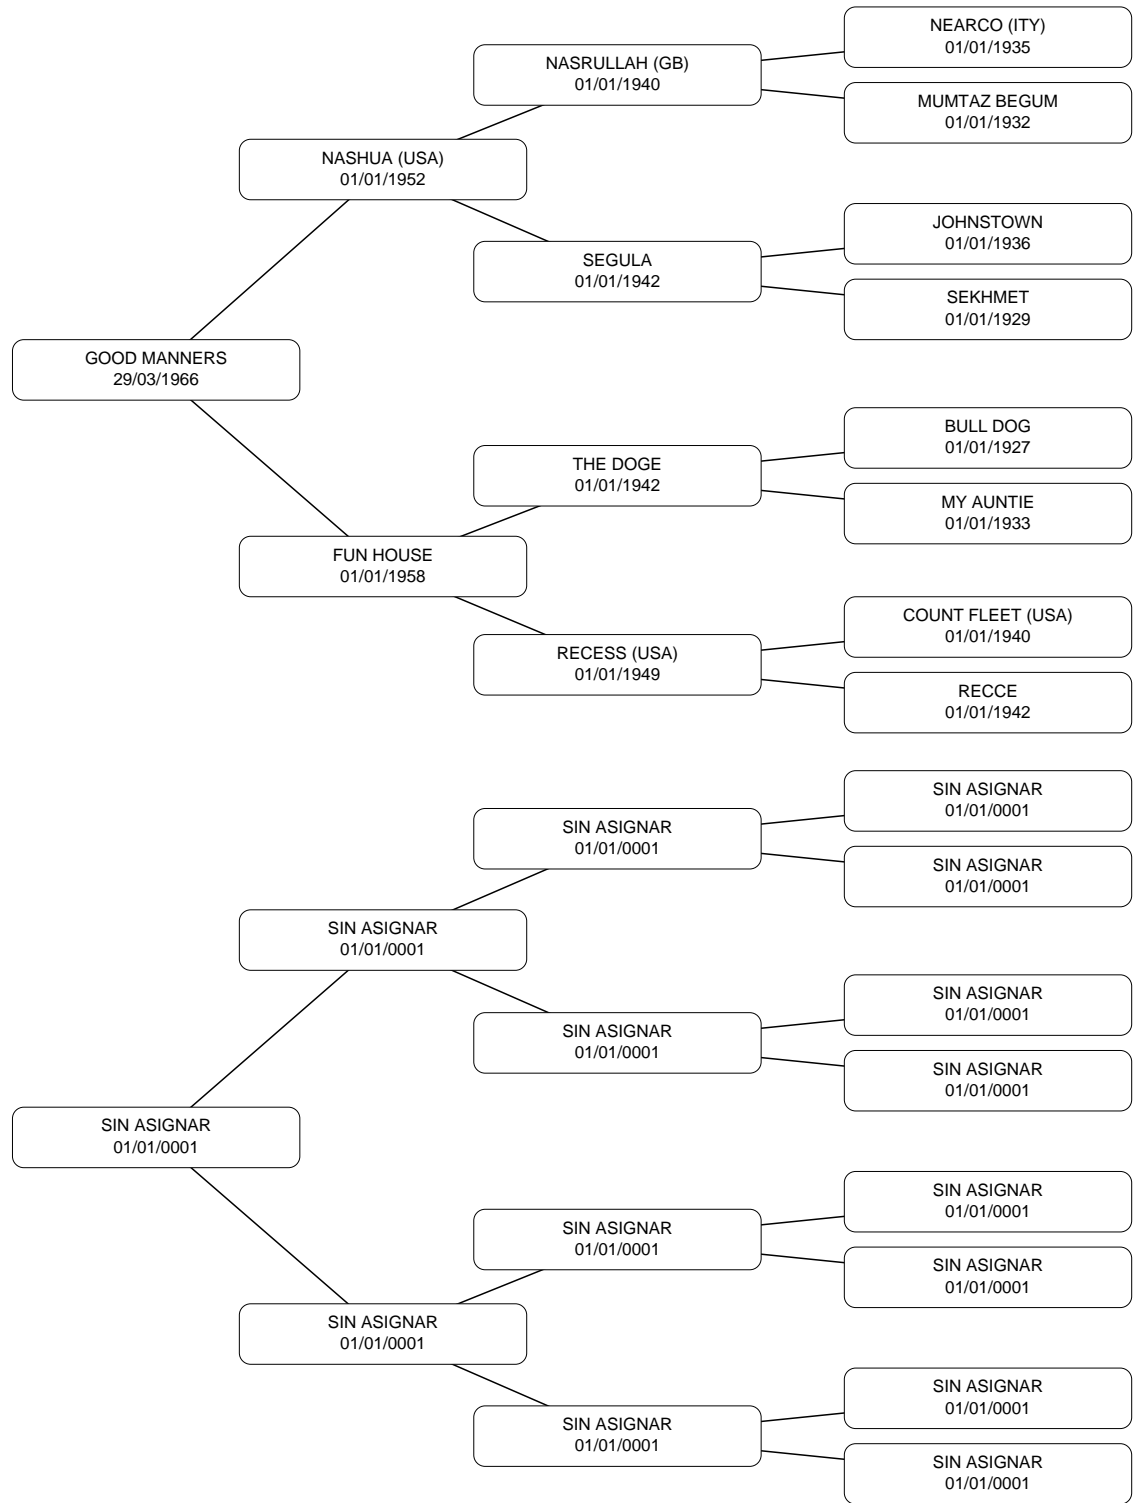 NEARCO (ITY)
01/01/1935
NASRULLAH (GB)
01/01/1940
MUMTAZ BEGUM
01/01/1932
NASHUA (USA)
01/01/1952
JOHNSTOWN
01/01/1936
SEGULA
01/01/1942
SEKHMET
01/01/1929
GOOD MANNERS
29/03/1966
BULL DOG
01/01/1927
THE DOGE
01/01/1942
MY AUNTIE
01/01/1933
FUN HOUSE
01/01/1958
COUNT FLEET (USA)
01/01/1940
RECESS (USA)
01/01/1949
RECCE
01/01/1942
SIN ASIGNAR
01/01/0001
SIN ASIGNAR
01/01/0001
SIN ASIGNAR
01/01/0001
SIN ASIGNAR
01/01/0001
SIN ASIGNAR
01/01/0001
SIN ASIGNAR
01/01/0001
SIN ASIGNAR
01/01/0001
SIN ASIGNAR
01/01/0001
SIN ASIGNAR
01/01/0001
SIN ASIGNAR
01/01/0001
SIN ASIGNAR
01/01/0001
SIN ASIGNAR
01/01/0001
SIN ASIGNAR
01/01/0001
SIN ASIGNAR
01/01/0001
SIN ASIGNAR
01/01/0001